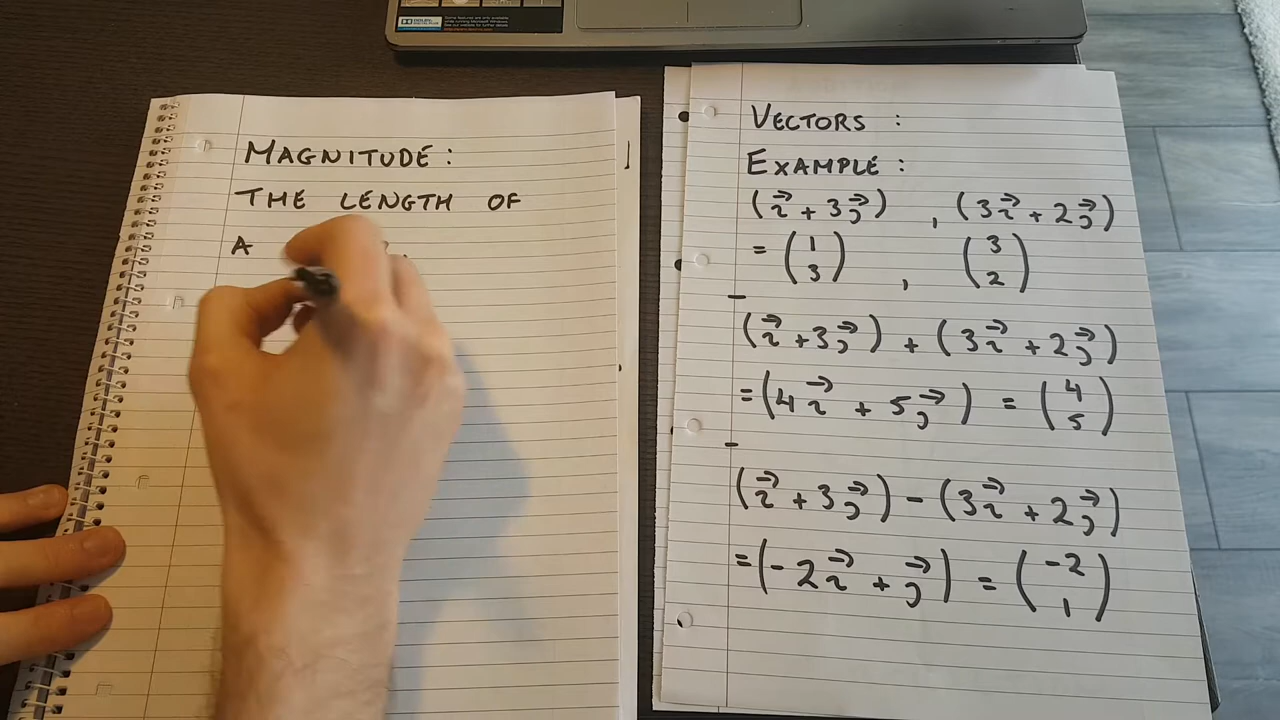 MAGNITUDE:
THE LENGTH OF
A
VECTORS :
EXAMPLE :
(i⃗ + 3j⃗) , (3i⃗ + 2j⃗)
= (1 3) , (3 2)
(i⃗ + 3j⃗) + (3i⃗ + 2j⃗)
= (4i⃗ + 5j⃗) = (4 5)
(i⃗ + 3j⃗) - (3i⃗ + 2j⃗)
= (-2i⃗ + j⃗) = (-2 1)